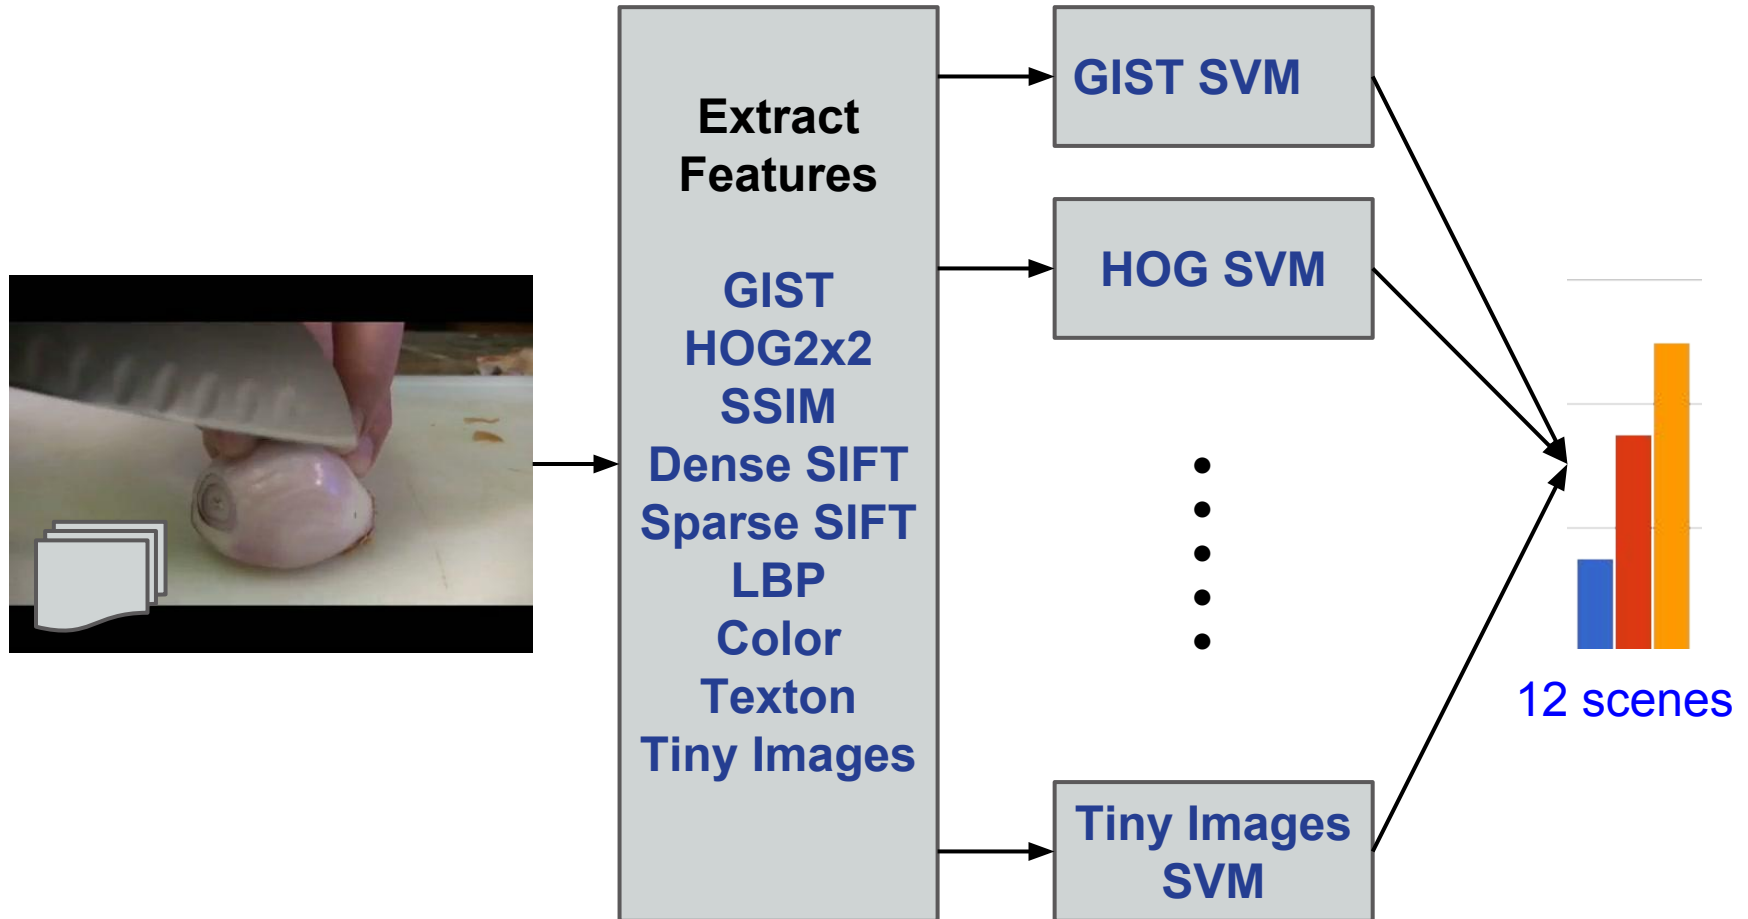 Extract
Features
GIST
HOG2x2
SSIM
Dense SIFT
Sparse SIFT
LBP
Color
Texton
Tiny Images
GIST SVM
HOG SVM
Tiny Images
SVM
12 scenes